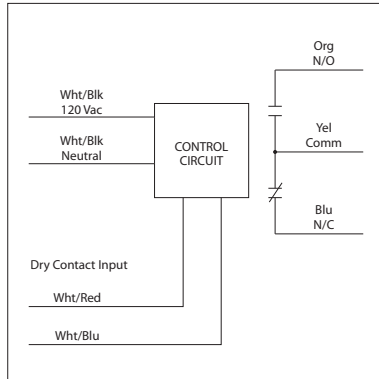 Org
N/O
Wht/Blk
120 Vac
Yel
Comm
Wht/Blk
Neutral
CONTROL
CIRCUIT
Blu
N/C
Dry Contact Input
Wht/Red
Wht/Blu